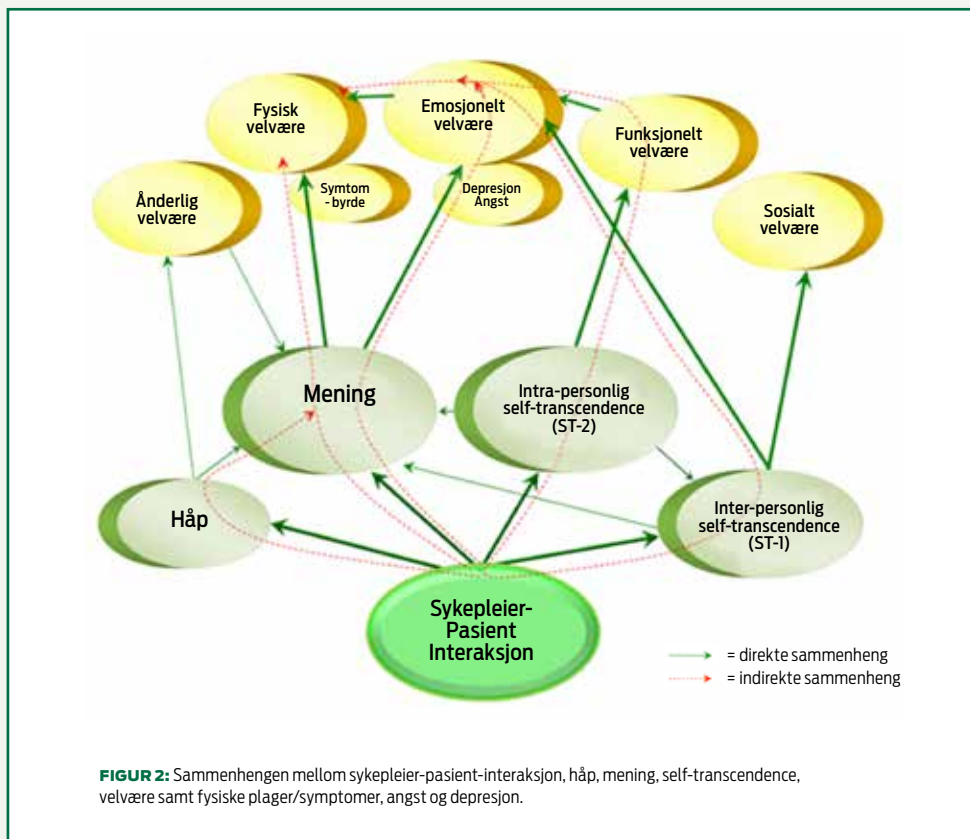 Fysisk
velvære
Emosjonelt
velvære
Funksjonelt
velvære
Ånderlig
velvære
Symtom
- byrde
Depresjon
Angst
Sosialt
velvære
Mening
Intra-personlig
self-transcendence
(ST-2)
Håp
Inter-personlig
self-transcendence
(ST-1)
Sykepleier-
Pasient
Interaksjon
= direkte sammenheng
= indirekte sammenheng
FIGUR 2: Sammenhengen mellom sykepleier-pasient-interaksjon, håp, mening, self-transcendence,
velvære samt fysiske plager/symptomer, angst og depresjon.